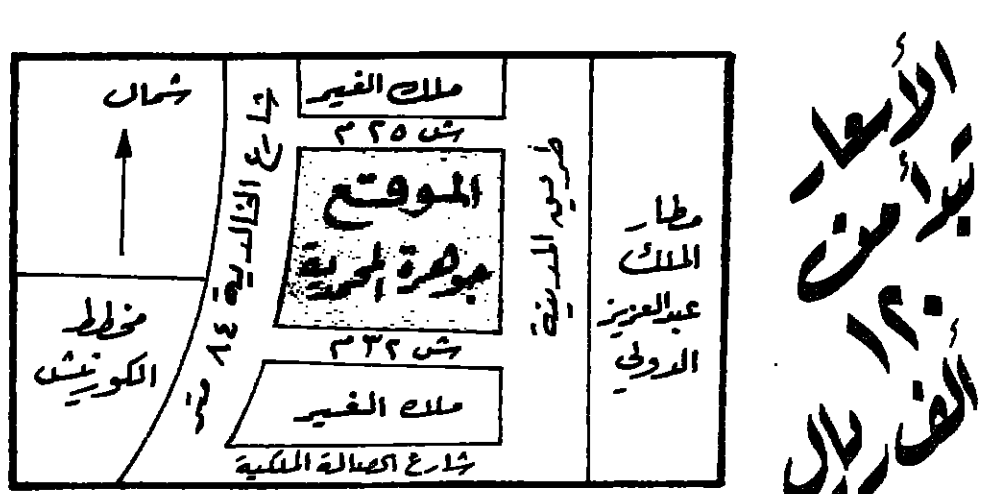 الأسعار
تبدأ من
١٢٠
ألف ريال
شمال
ملك الغير
ش ٢٥ م
الموقع
جوهرة المحمدية
ش ٣٢ م
ملك الغير
شارع الصالة الملكية
شارع الخالدية ٨٤ متر
طريق المدينة
مطار
الملك
عبدالعزيز
الدولي
مخطط
الكورنيش